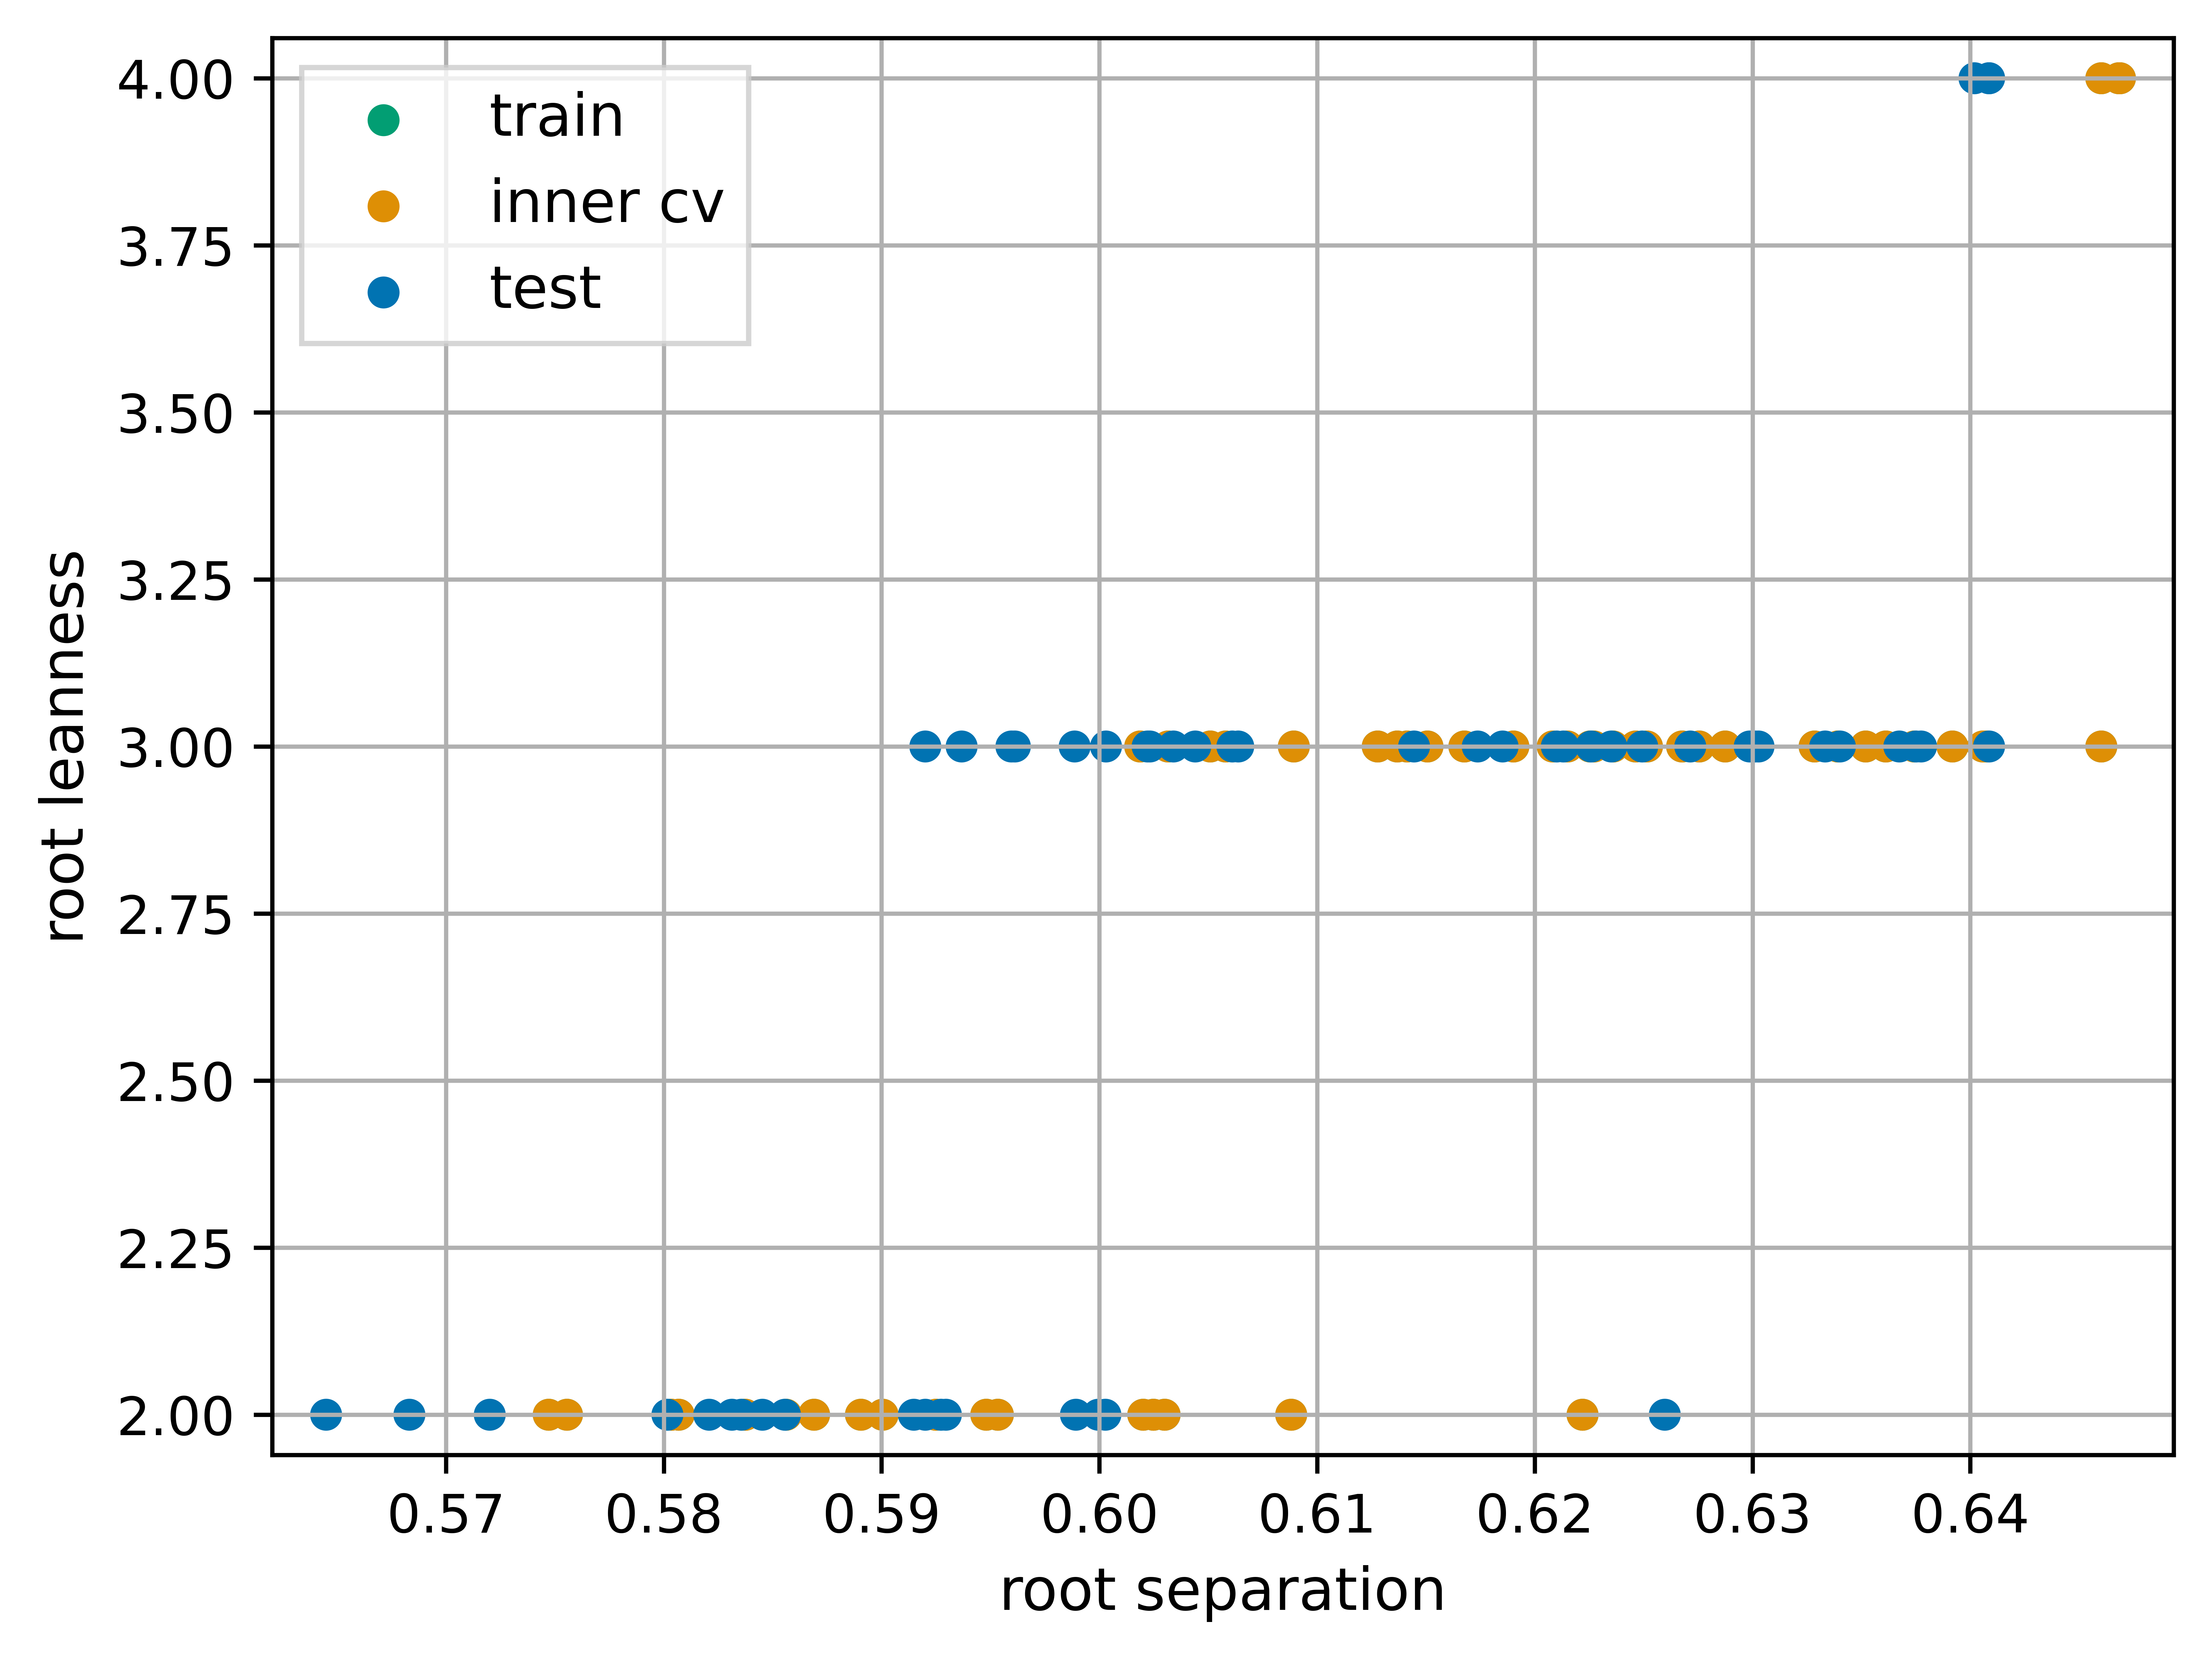 train
inner cv
test
4.00
3.75
3.50
3.25
3.00
2.75
2.50
2.25
2.00
root leanness
0.57 0.58 0.59 0.60 0.61 0.62 0.63 0.64
root separation